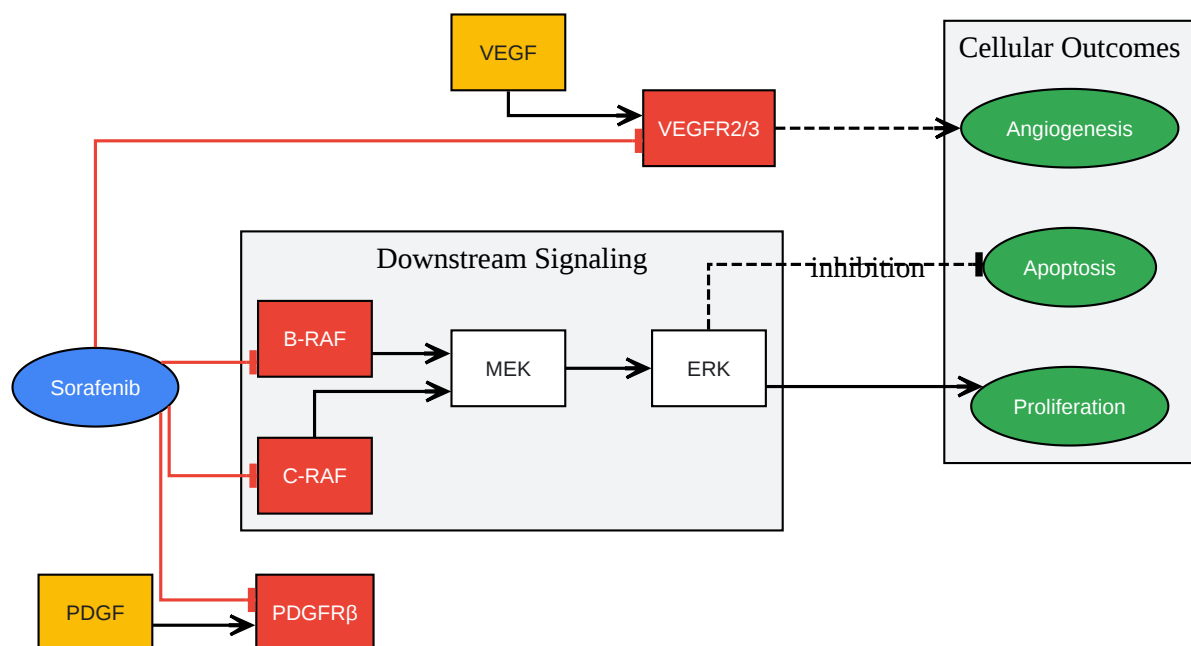 VEGF
Cellular Outcomes
VEGFR2/3
Angiogenesis
Downstream Signaling
inhibition
Apoptosis
B-RAF
MEK
ERK
Sorafenib
Proliferation
C-RAF
PDGF
PDGFRβ